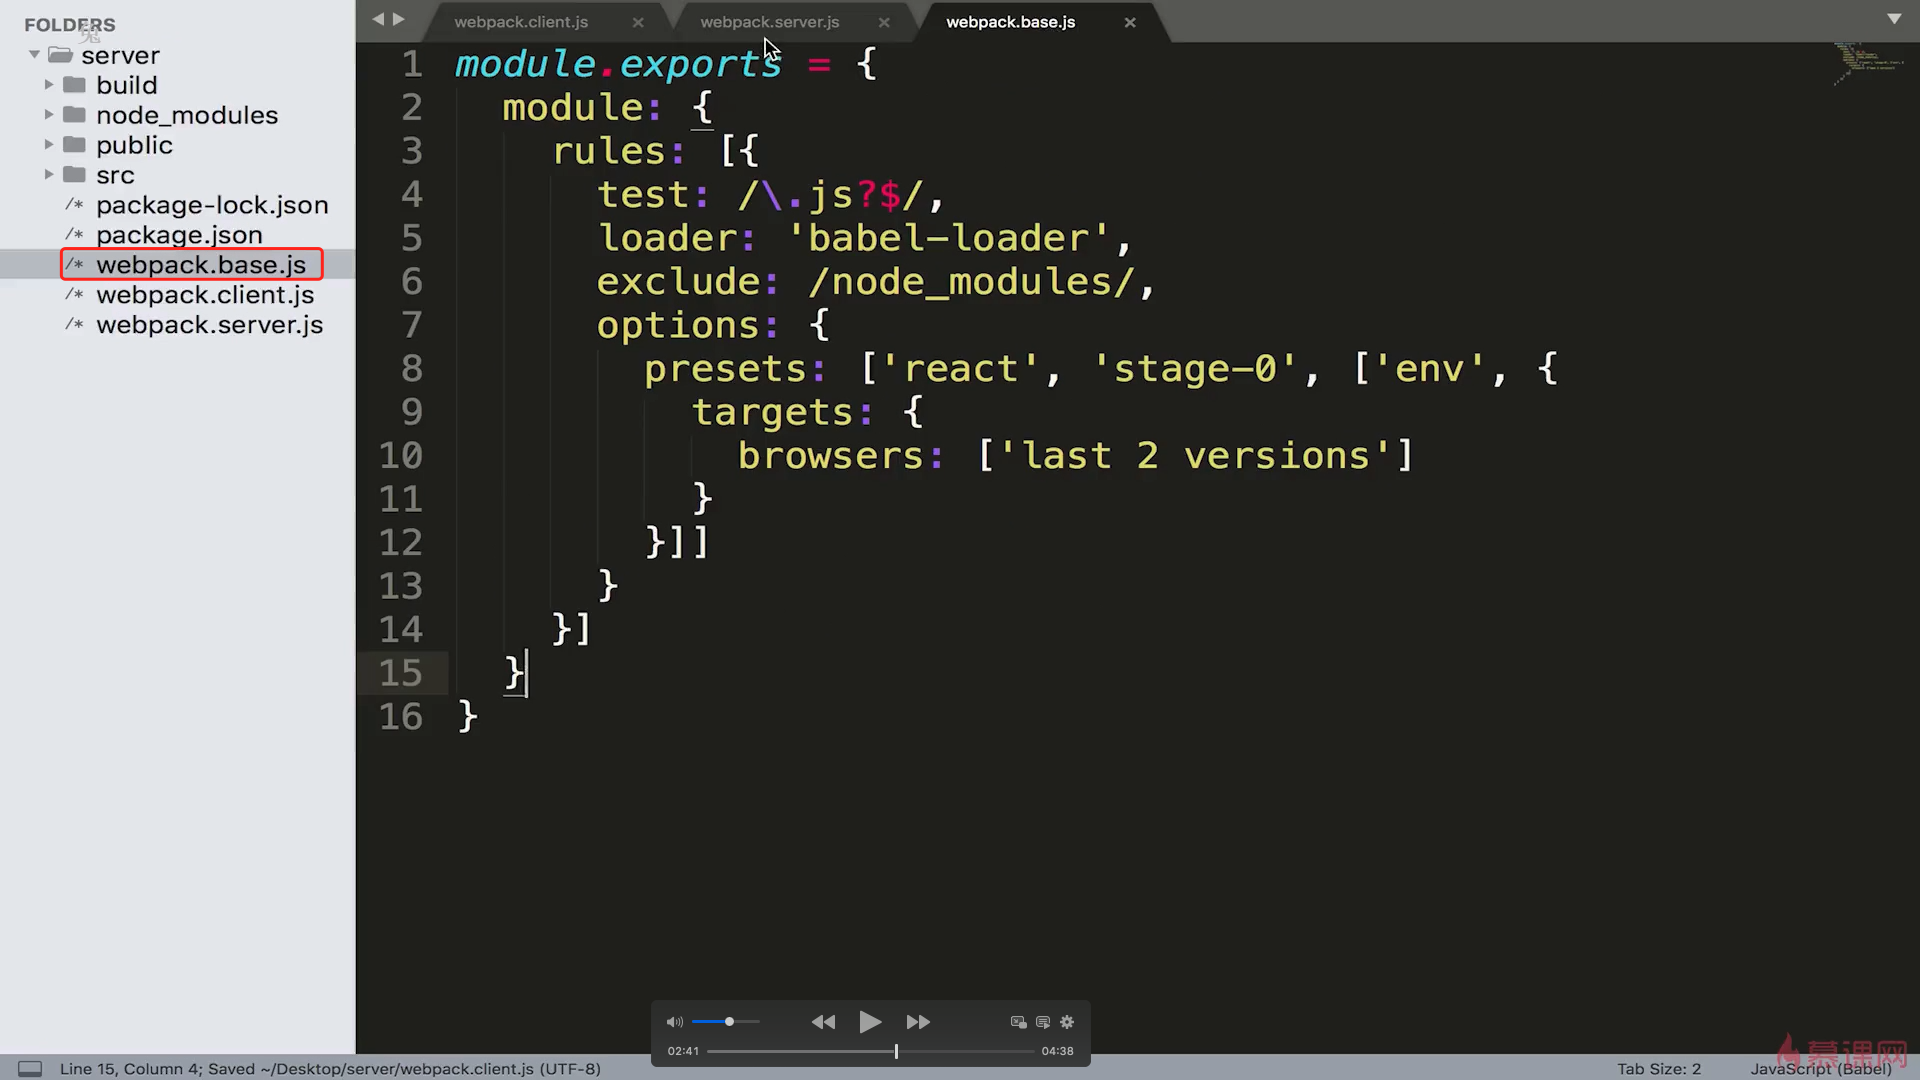 FOLDERS
兔
server
build
node_modules
public
src
/* package-lock.json
/* package.json
/* webpack.base.js
/* webpack.client.js
/* webpack.server.js
webpack.client.js ×
webpack.server.js ×
webpack.base.js ×
1 module.exports = {
2 module: {
3 rules: [{
4 test: /\.js?$/,
5 loader: 'babel-loader',
6 exclude: /node_modules/,
7 options: {
8 presets: ['react', 'stage-0', ['env', {
9 targets: {
10 browsers: ['last 2 versions']
11 }
12 }]]
13 }
14 }]
15 }
16 }
02:41
04:38
Line 15, Column 4; Saved ~/Desktop/server/webpack.client.js (UTF-8)
Tab Size: 2
JavaScript (Babel)
慕课网